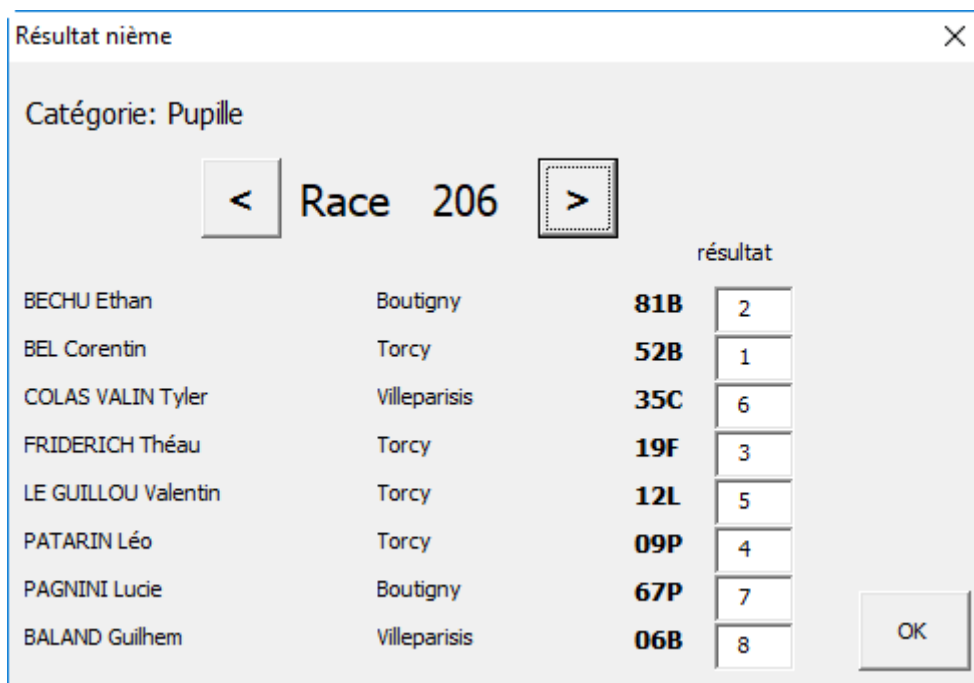 Résultat nième
Catégorie: Pupille
< Race 206 >
résultat
BECHU Ethan Boutigny 81B 2
BEL Corentin Torcy 52B 1
COLAS VALIN Tyler Villeparisis 35C 6
FRIDERICH Théau Torcy 19F 3
LE GUILLOU Valentin Torcy 12L 5
PATARIN Léo Torcy 09P 4
PAGNINI Lucie Boutigny 67P 7
BALAND Guilhem Villeparisis 06B 8
OK